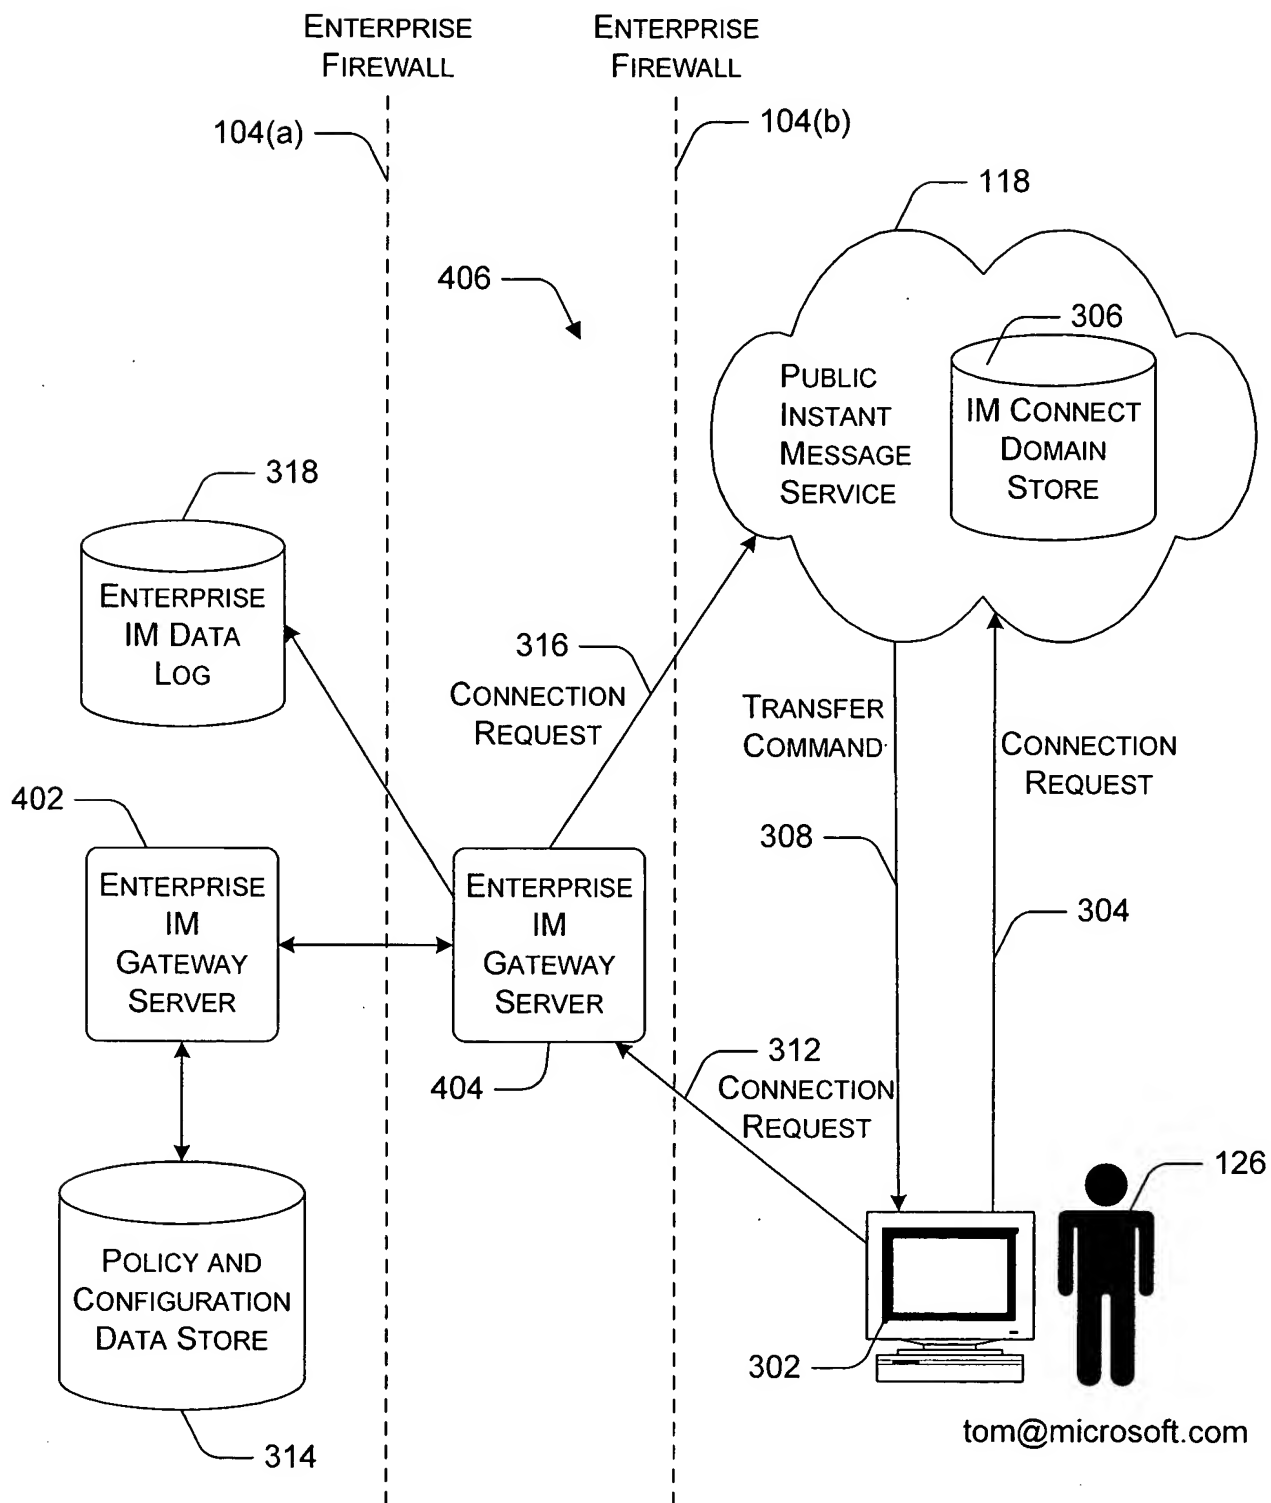 ENTERPRISE
FIREWALL
ENTERPRISE
FIREWALL
104(a)
104(b)
118
406
306
PUBLIC
INSTANT
MESSAGE
SERVICE
IM CONNECT
DOMAIN
STORE
318
ENTERPRISE
IM DATA
LOG
316
CONNECTION
REQUEST
TRANSFER
COMMAND
CONNECTION
REQUEST
402
308
304
ENTERPRISE
IM
GATEWAY
SERVER
ENTERPRISE
IM
GATEWAY
SERVER
404
312
CONNECTION
REQUEST
126
POLICY AND
CONFIGURATION
DATA STORE
302
314
tom@microsoft.com